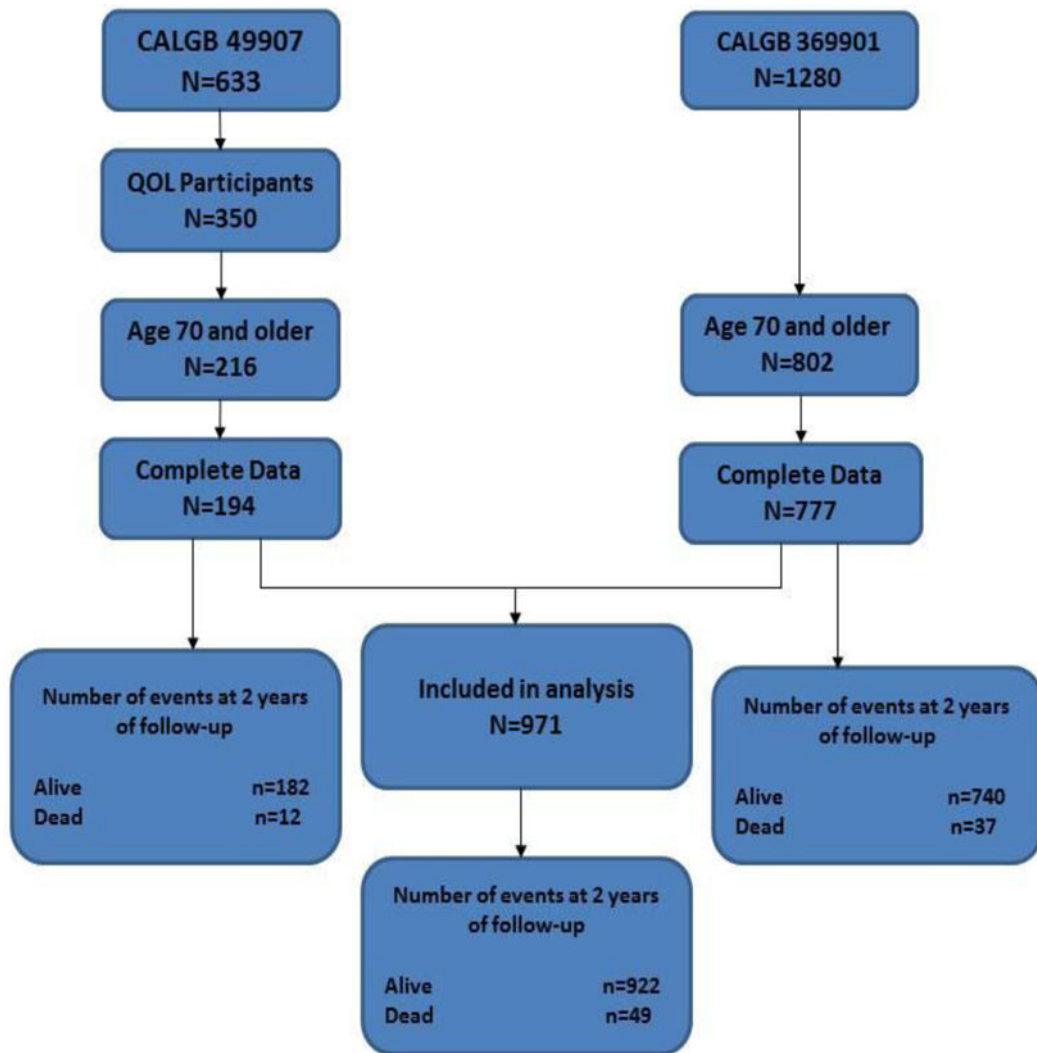 CALGB 49907
N=633
CALGB 369901
N=1280
QOL Participants
N=350
Age 70 and older
N=216
Age 70 and older
N=802
Complete Data
N=194
Complete Data
N=777
Number of events at 2 years
of follow-up
Alive n=182
Dead n=12
Included in analysis
N=971
Number of events at 2 years
of follow-up
Alive n=740
Dead n=37
Number of events at 2 years
of follow-up
Alive n=922
Dead n=49